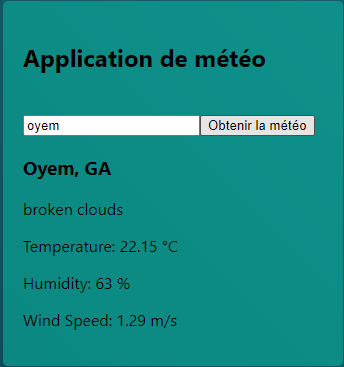 Application de météo
oyem Obtenir la météo
Oyem, GA
broken clouds
Temperature: 22.15 °C
Humidity: 63 %
Wind Speed: 1.29 m/s